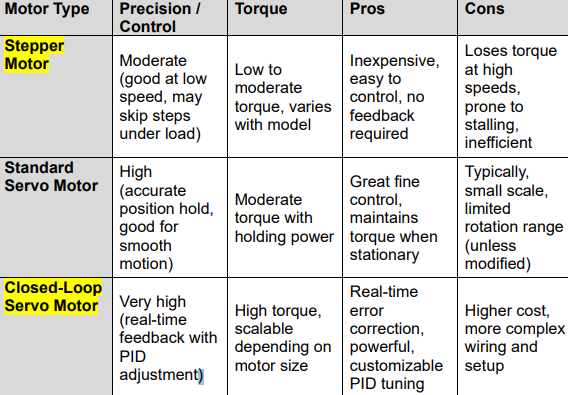 Motor Type
Precision /
Control
Torque
Pros
Cons
Stepper
Motor
Moderate
(good at low
speed, may
skip steps
under load)
Low to
moderate
torque, varies
with model
Inexpensive,
easy to
control, no
feedback
required
Loses torque
at high
speeds,
prone to
stalling,
inefficient
Standard
Servo Motor
High
(accurate
position hold,
good for
smooth
motion)
Moderate
torque with
holding power
Great fine
control,
maintains
torque when
stationary
Typically,
small scale,
limited
rotation range
(unless
modified)
Closed-Loop
Servo Motor
Very high
(real-time
feedback with
PID
adjustment)
High torque,
scalable
depending on
motor size
Real-time
error
correction,
powerful,
customizable
PID tuning
Higher cost,
more complex
wiring and
setup